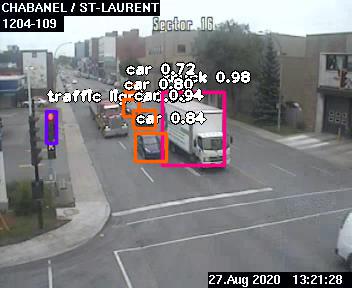 CHABANEL / ST-LAURENT
1204-109
Sector 16
car 0.72
truck 0.98
car 0.80
traffic light
car 0.94
car 0.84
27.Aug 2020 13:21:28